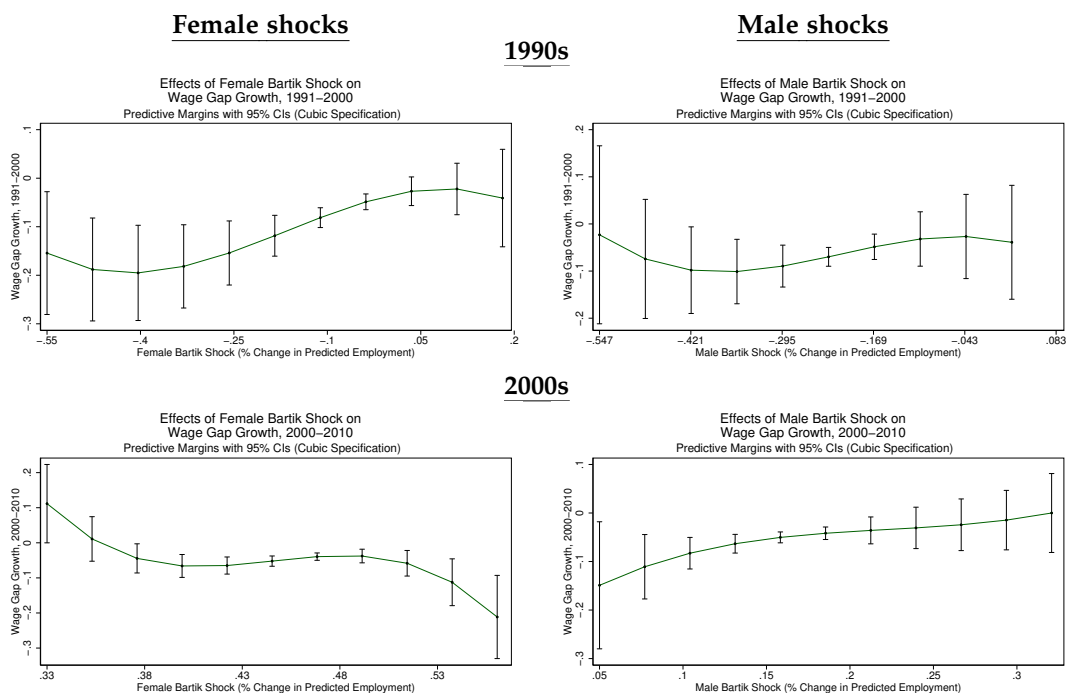 Female shocks
Male shocks
1990s
Effects of Female Bartik Shock on
Wage Gap Growth, 1991−2000
Predictive Margins with 95% CIs (Cubic Specification)
Wage Gap Growth, 1991−2000
.1
0
−.1
−.2
−.3
−.55
−.4
−.25
−.1
.05
.2
Female Bartik Shock (% Change in Predicted Employment)
Effects of Male Bartik Shock on
Wage Gap Growth, 1991−2000
Predictive Margins with 95% CIs (Cubic Specification)
Wage Gap Growth, 1991−2000
.2
.1
0
−.1
−.2
−.547
−.421
−.295
−.169
−.043
.083
Male Bartik Shock (% Change in Predicted Employment)
2000s
Effects of Female Bartik Shock on
Wage Gap Growth, 2000−2010
Predictive Margins with 95% CIs (Cubic Specification)
Wage Gap Growth, 2000−2010
.2
.1
0
−.1
−.2
−.3
.33
.38
.43
.48
.53
Female Bartik Shock (% Change in Predicted Employment)
Effects of Male Bartik Shock on
Wage Gap Growth, 2000−2010
Predictive Margins with 95% CIs (Cubic Specification)
Wage Gap Growth, 2000−2010
.1
0
−.1
−.2
−.3
.05
.1
.15
.2
.25
.3
Male Bartik Shock (% Change in Predicted Employment)